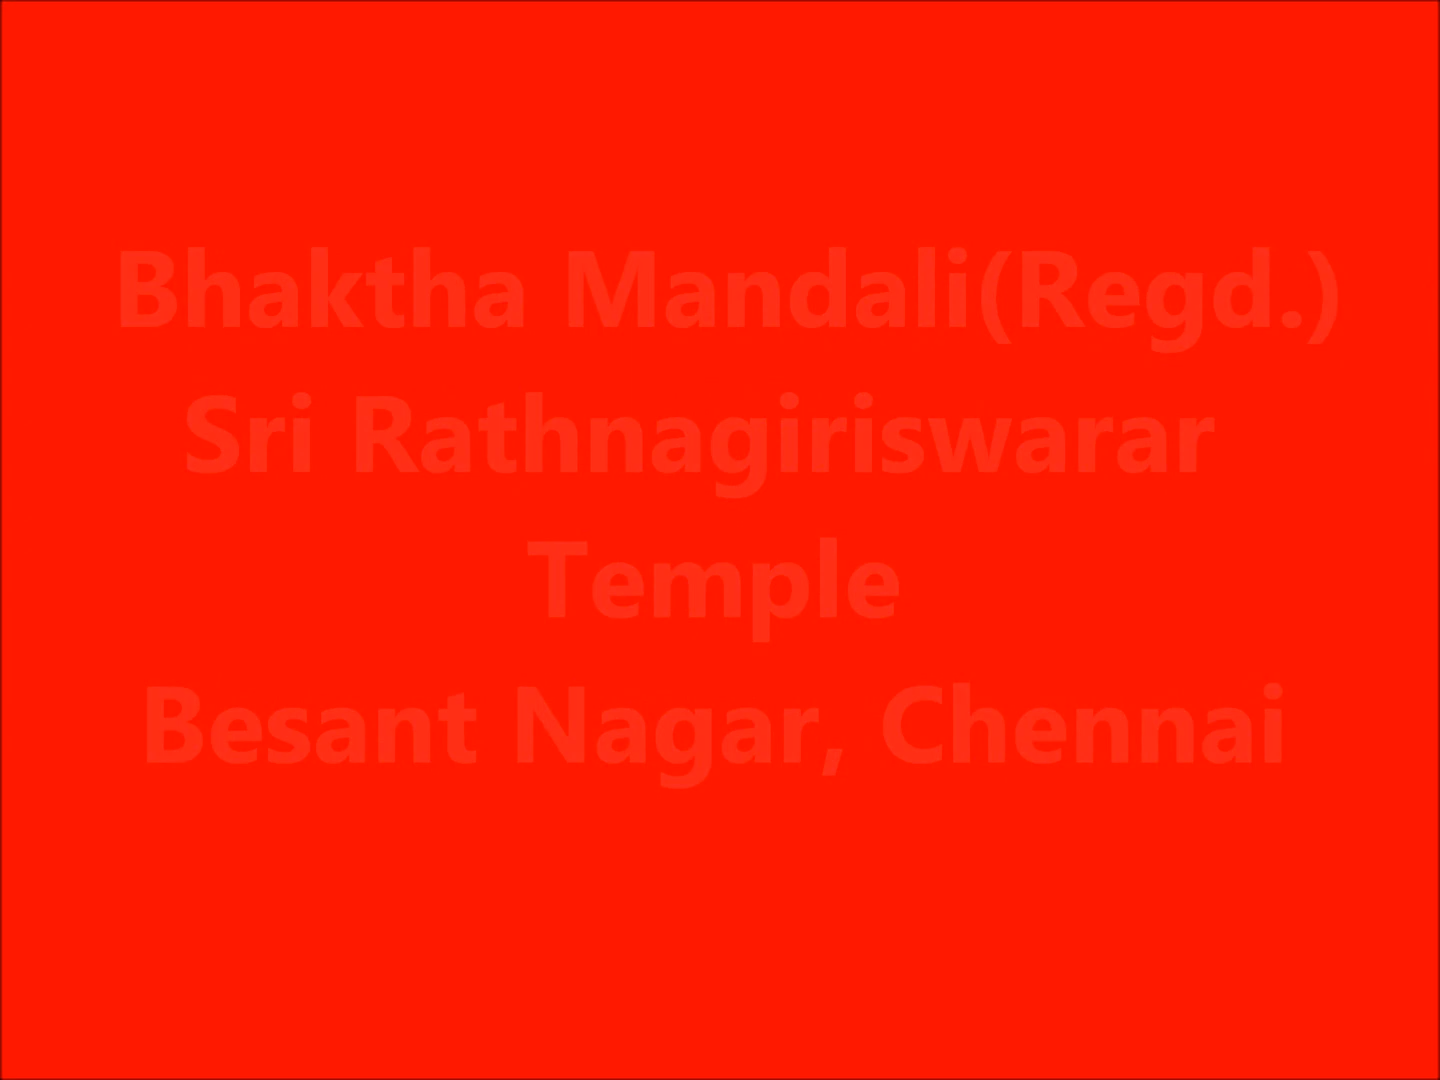 Bhaktha Mandali(Regd.)
Sri Rathnagiriswarar
Temple
Besant Nagar, Chennai